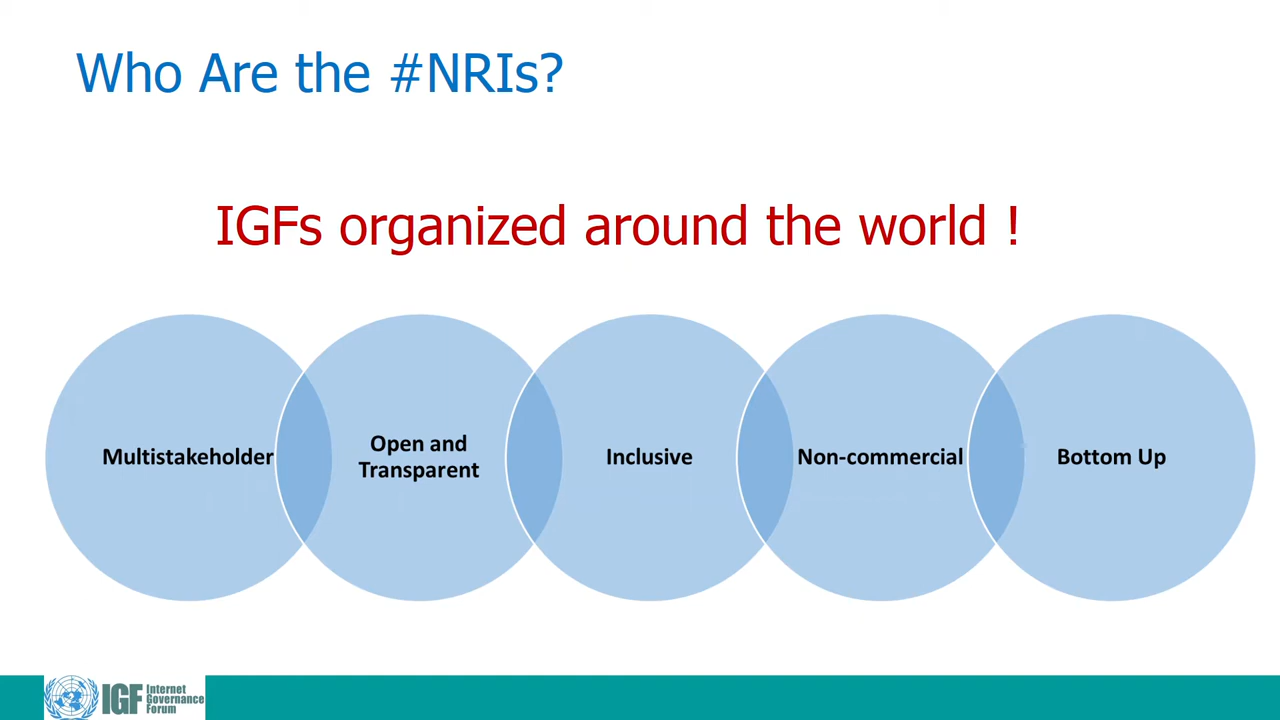 Who Are the #NRIs?
IGFs organized around the world !
Multistakeholder
Open and
Transparent
Inclusive
Non-commercial
Bottom Up
IGF
Internet
Governance
Forum